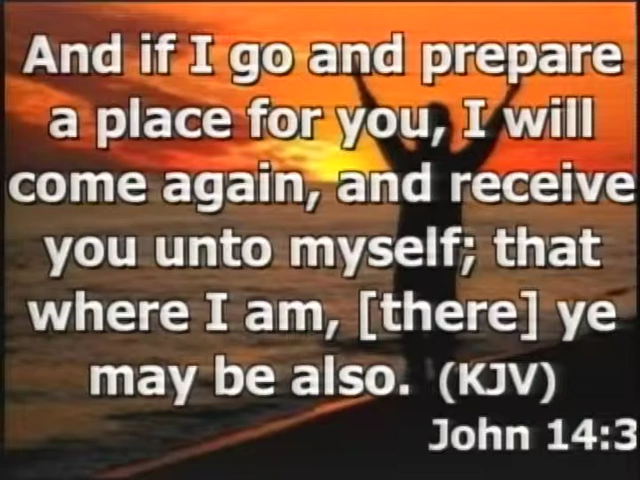 And if I go and prepare
a place for you, I will
come again, and receive
you unto myself; that
where I am, [there] ye
may be also. (KJV)
John 14:3